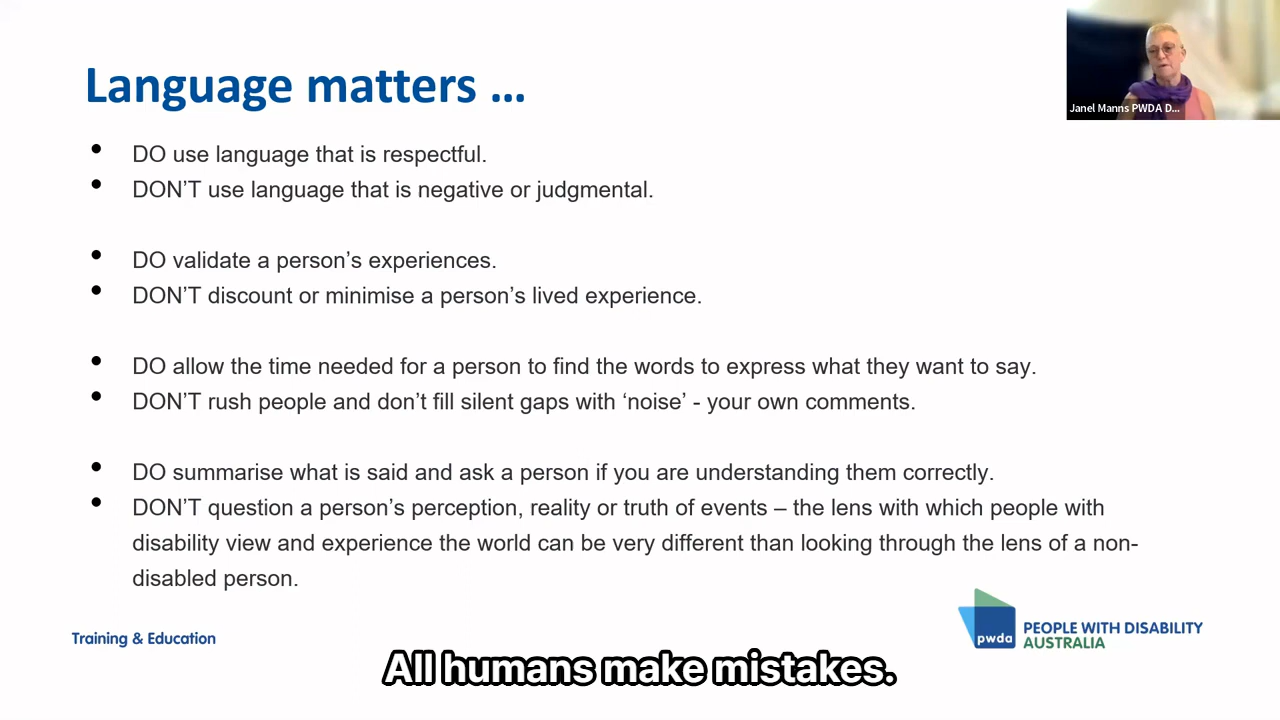 Language matters ...
Janel Manns PWDA D...
• DO use language that is respectful.
• DON’T use language that is negative or judgmental.
• DO validate a person’s experiences.
• DON’T discount or minimise a person’s lived experience.
• DO allow the time needed for a person to find the words to express what they want to say.
• DON’T rush people and don’t fill silent gaps with ‘noise’ - your own comments.
• DO summarise what is said and ask a person if you are understanding them correctly.
• DON’T question a person’s perception, reality or truth of events – the lens with which people with
disability view and experience the world can be very different than looking through the lens of a non-
disabled person.
Training & Education
pwda
PEOPLE WITH DISABILITY
AUSTRALIA
All humans make mistakes.